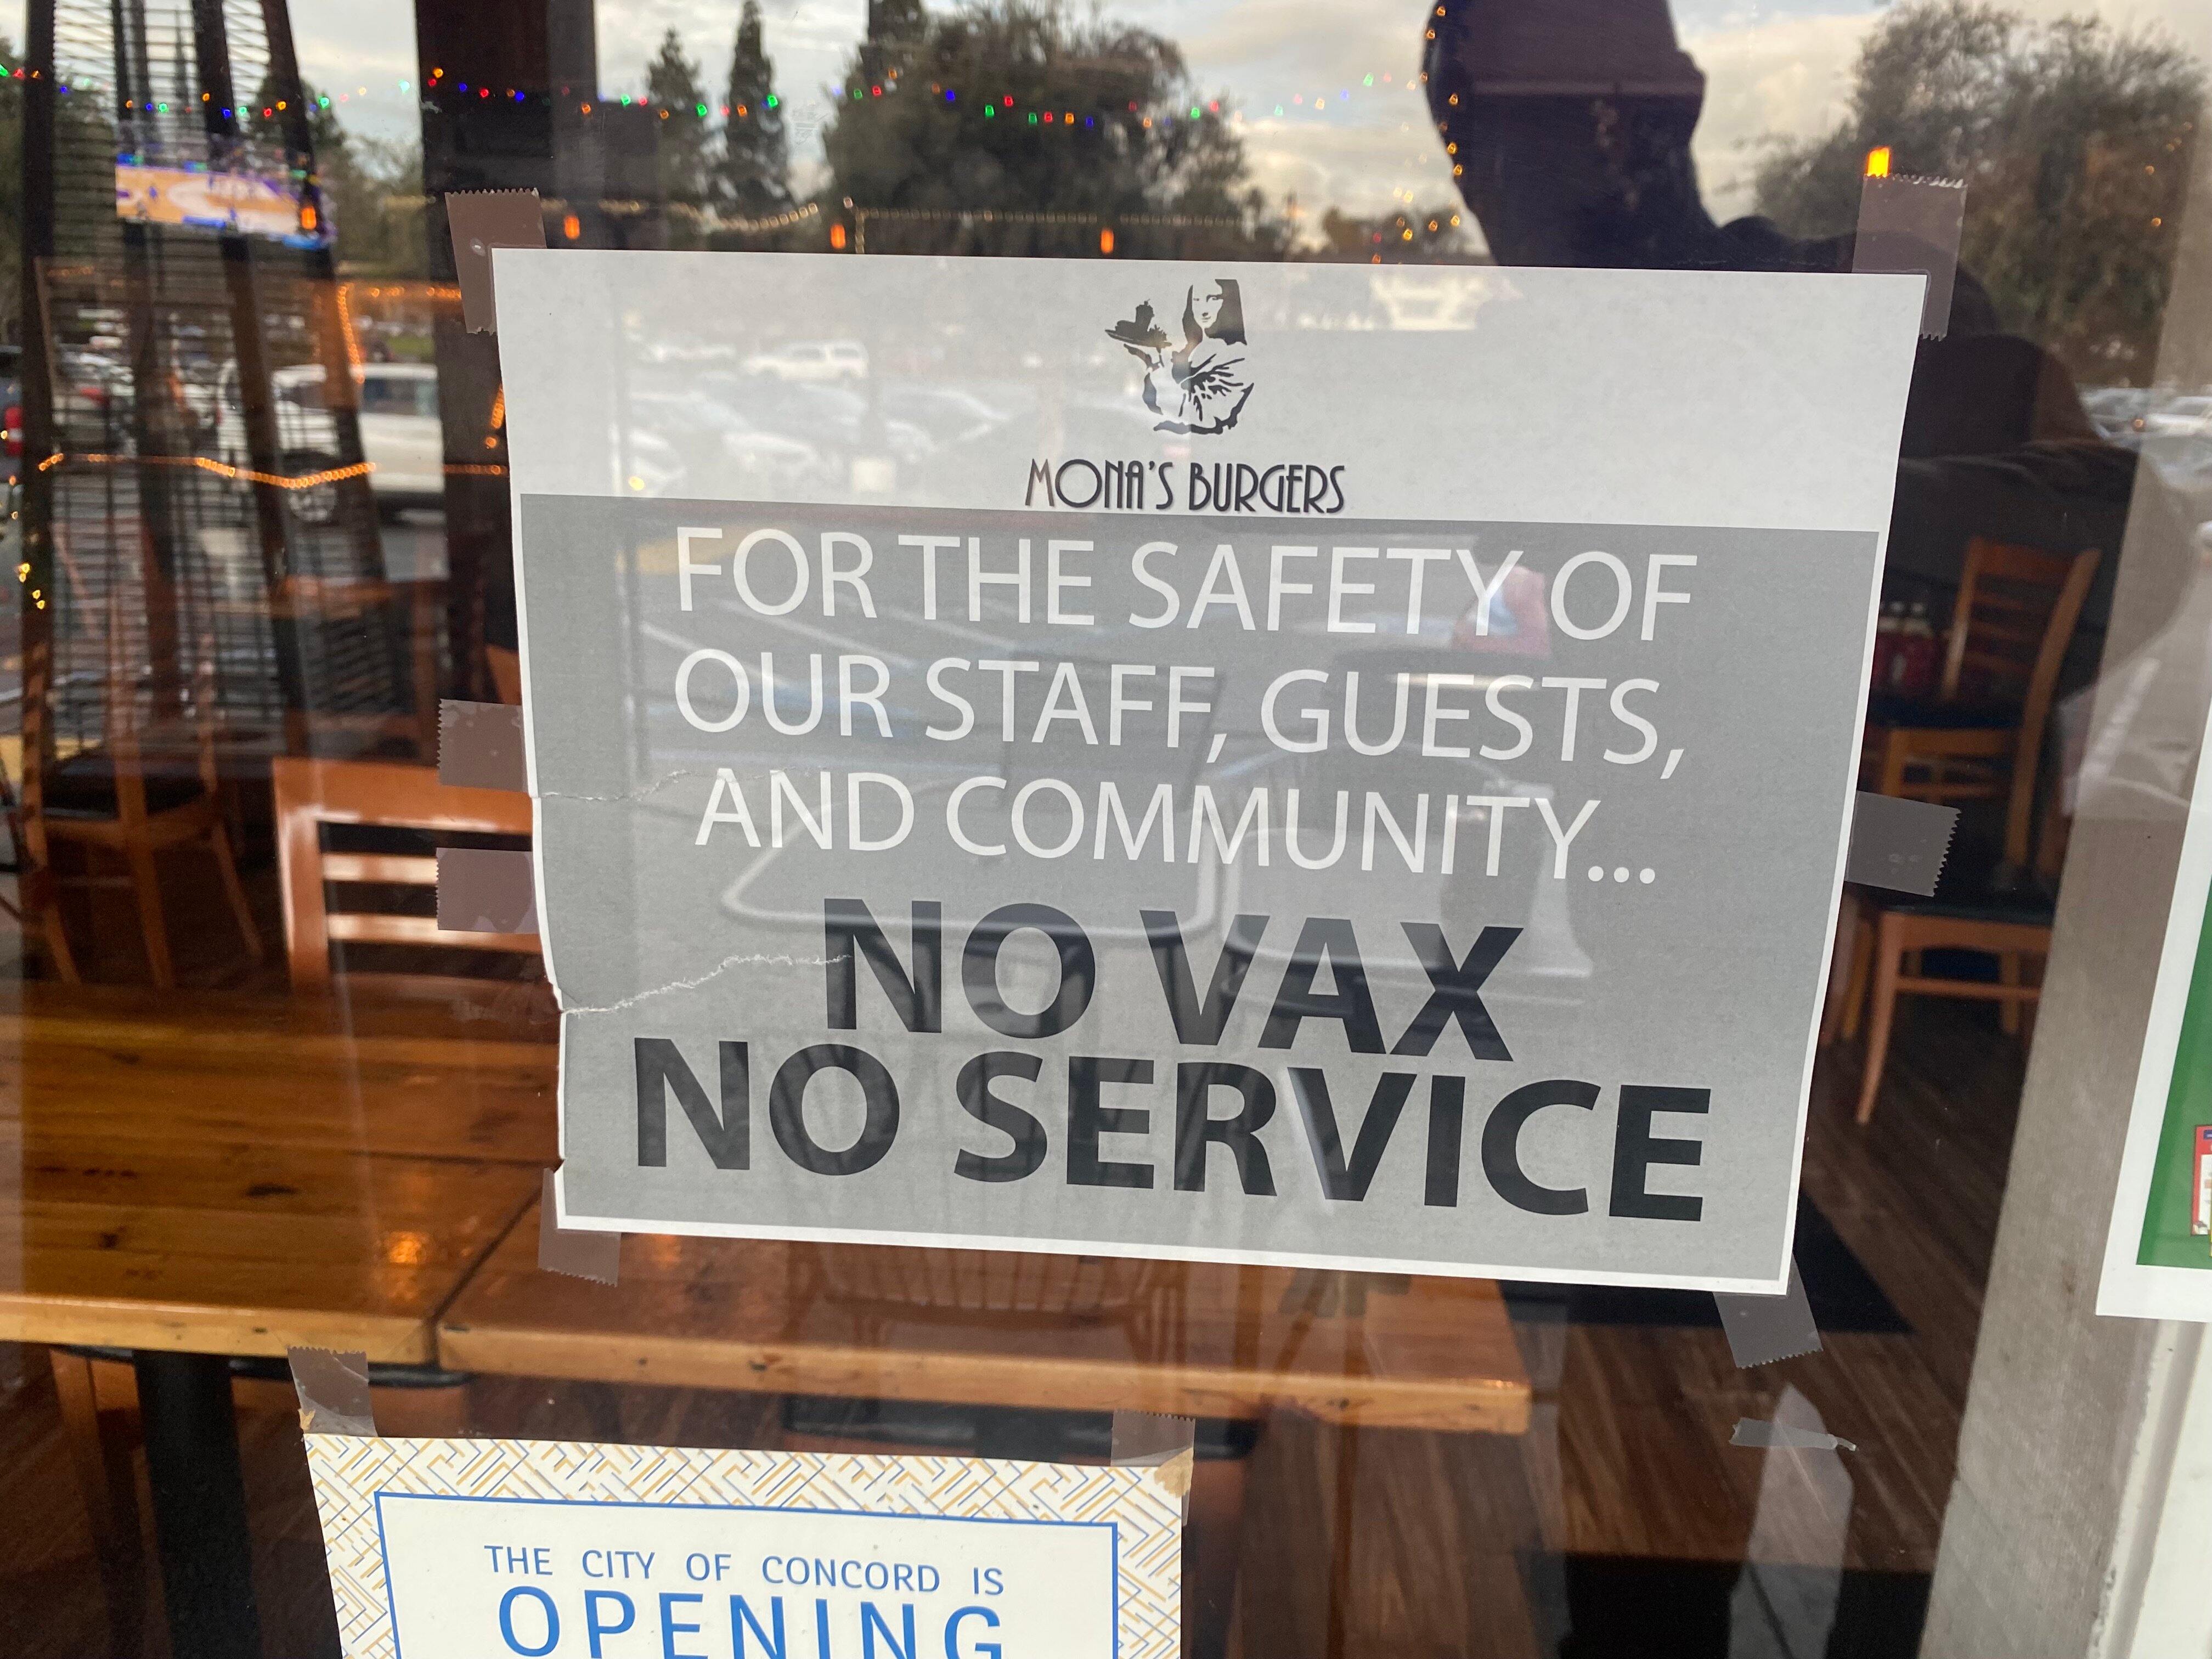 MONA'S BURGERS
FOR THE SAFETY OF
OUR STAFF, GUESTS,
AND COMMUNITY...
NO VAX
NO SERVICE
THE CITY OF CONCORD IS
OPENING